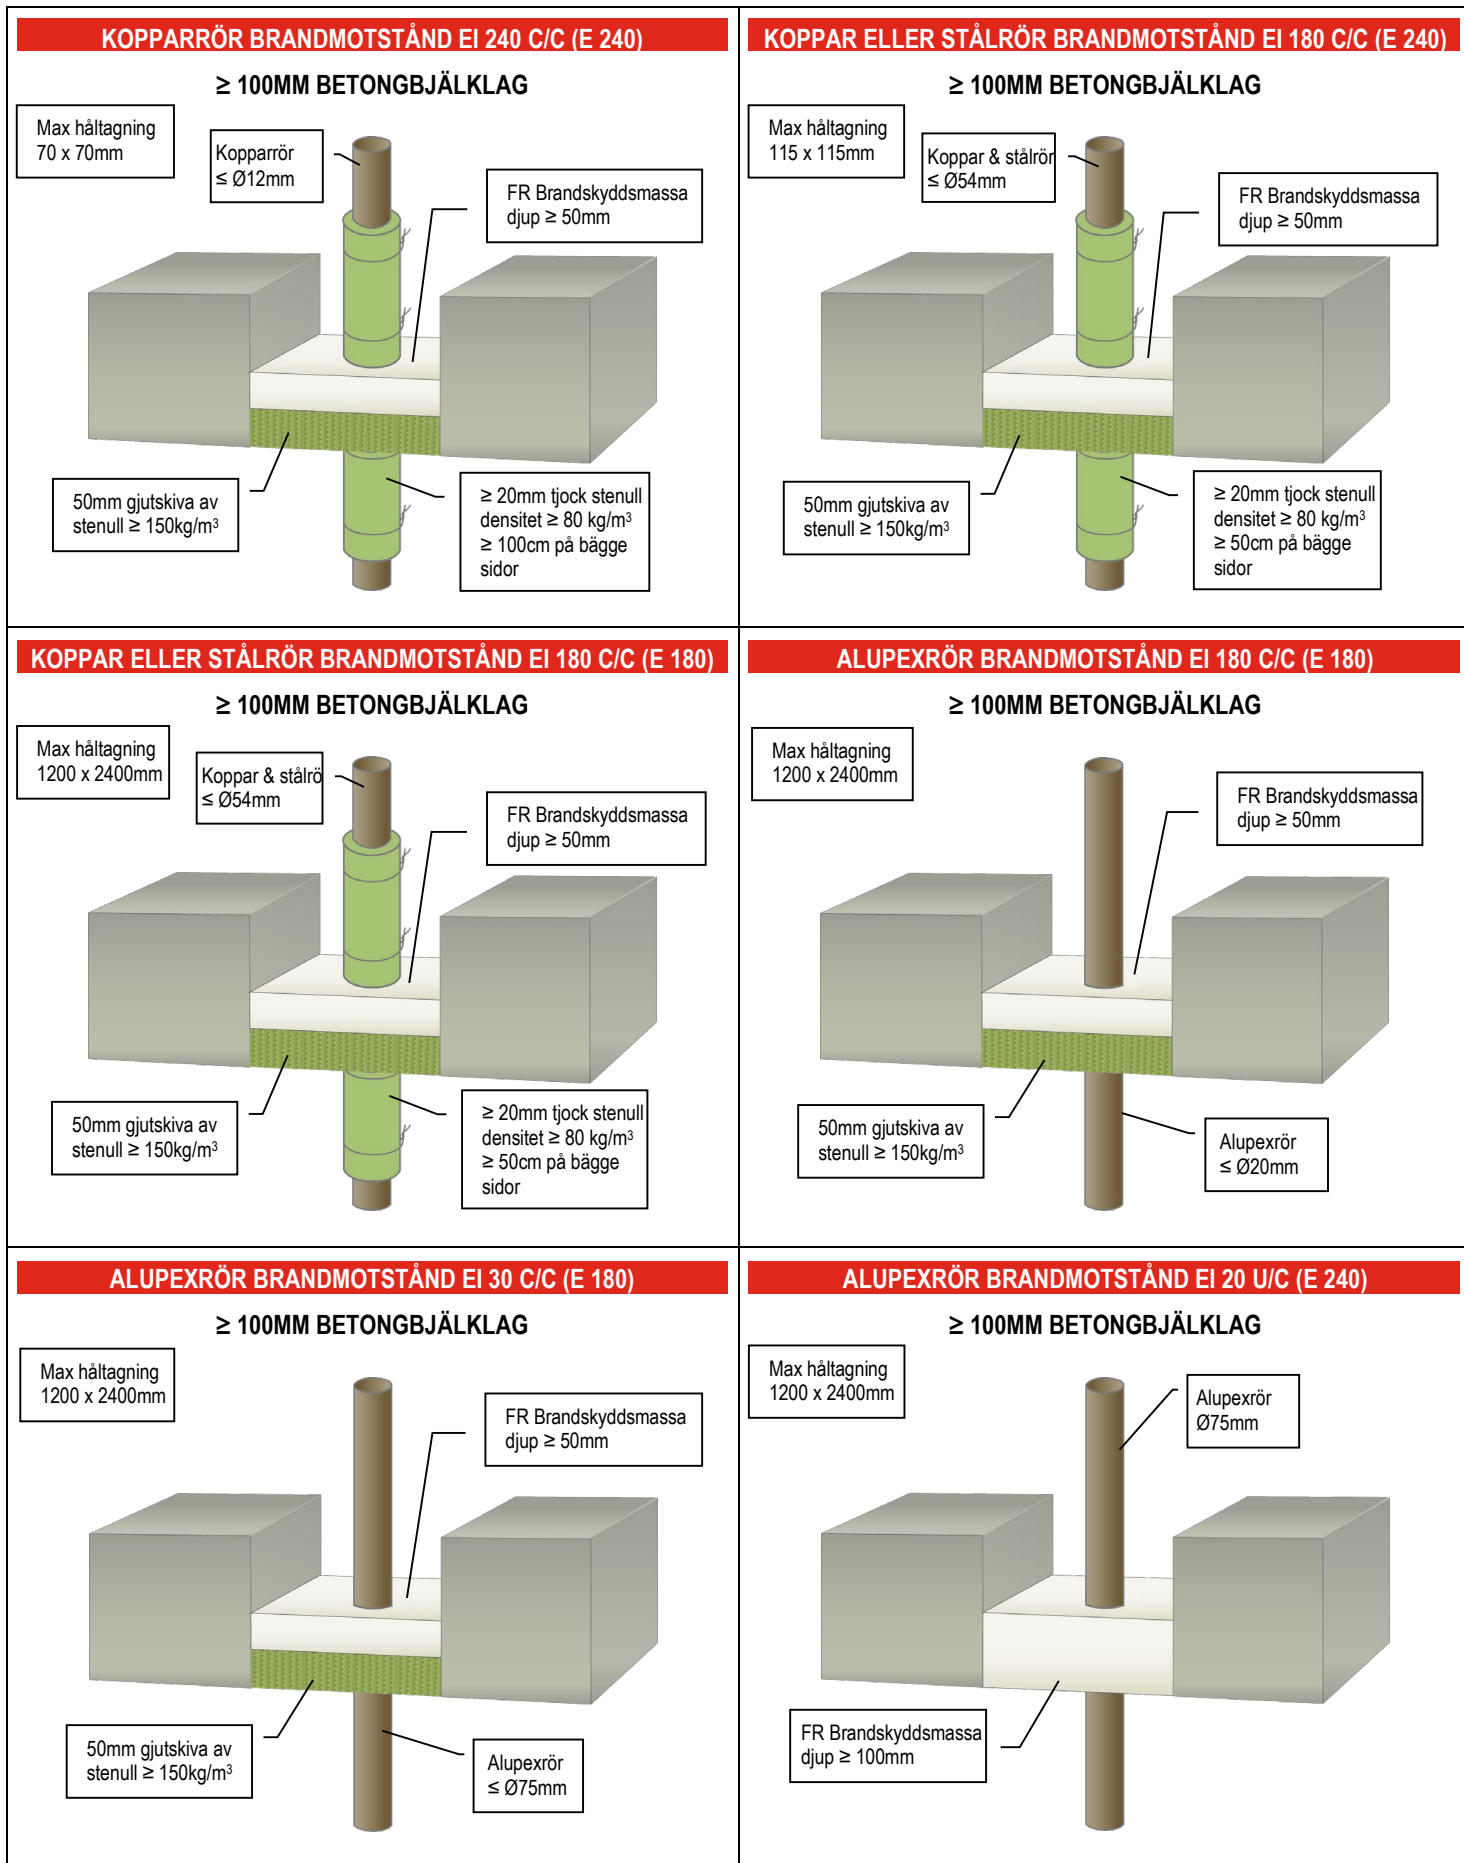 KOPPARRÖR BRANDMOTSTÅND EI 240 C/C (E 240)
≥ 100MM BETONGBJÄLKLAG
Max håltagning
70 x 70mm
Kopparrör
≤ Ø12mm
FR Brandskyddsmassa
djup ≥ 50mm
50mm gjutskiva av
stenull ≥ 150kg/m³
≥ 20mm tjock stenull
densitet ≥ 80 kg/m³
≥ 100cm på bägge
sidor
KOPPAR ELLER STÅLRÖR BRANDMOTSTÅND EI 180 C/C (E 240)
≥ 100MM BETONGBJÄLKLAG
Max håltagning
115 x 115mm
Koppar & stålrör
≤ Ø54mm
FR Brandskyddsmassa
djup ≥ 50mm
50mm gjutskiva av
stenull ≥ 150kg/m³
≥ 20mm tjock stenull
densitet ≥ 80 kg/m³
≥ 50cm på bägge
sidor
KOPPAR ELLER STÅLRÖR BRANDMOTSTÅND EI 180 C/C (E 180)
≥ 100MM BETONGBJÄLKLAG
Max håltagning
1200 x 2400mm
Koppar & stålrö
≤ Ø54mm
FR Brandskyddsmassa
djup ≥ 50mm
50mm gjutskiva av
stenull ≥ 150kg/m³
≥ 20mm tjock stenull
densitet ≥ 80 kg/m³
≥ 50cm på bägge
sidor
ALUPEXRÖR BRANDMOTSTÅND EI 180 C/C (E 180)
≥ 100MM BETONGBJÄLKLAG
Max håltagning
1200 x 2400mm
FR Brandskyddsmassa
djup ≥ 50mm
50mm gjutskiva av
stenull ≥ 150kg/m³
Alupexrör
≤ Ø20mm
ALUPEXRÖR BRANDMOTSTÅND EI 30 C/C (E 180)
≥ 100MM BETONGBJÄLKLAG
Max håltagning
1200 x 2400mm
FR Brandskyddsmassa
djup ≥ 50mm
50mm gjutskiva av
stenull ≥ 150kg/m³
Alupexrör
≤ Ø75mm
ALUPEXRÖR BRANDMOTSTÅND EI 20 U/C (E 240)
≥ 100MM BETONGBJÄLKLAG
Max håltagning
1200 x 2400mm
Alupexrör
Ø75mm
FR Brandskyddsmassa
djup ≥ 100mm